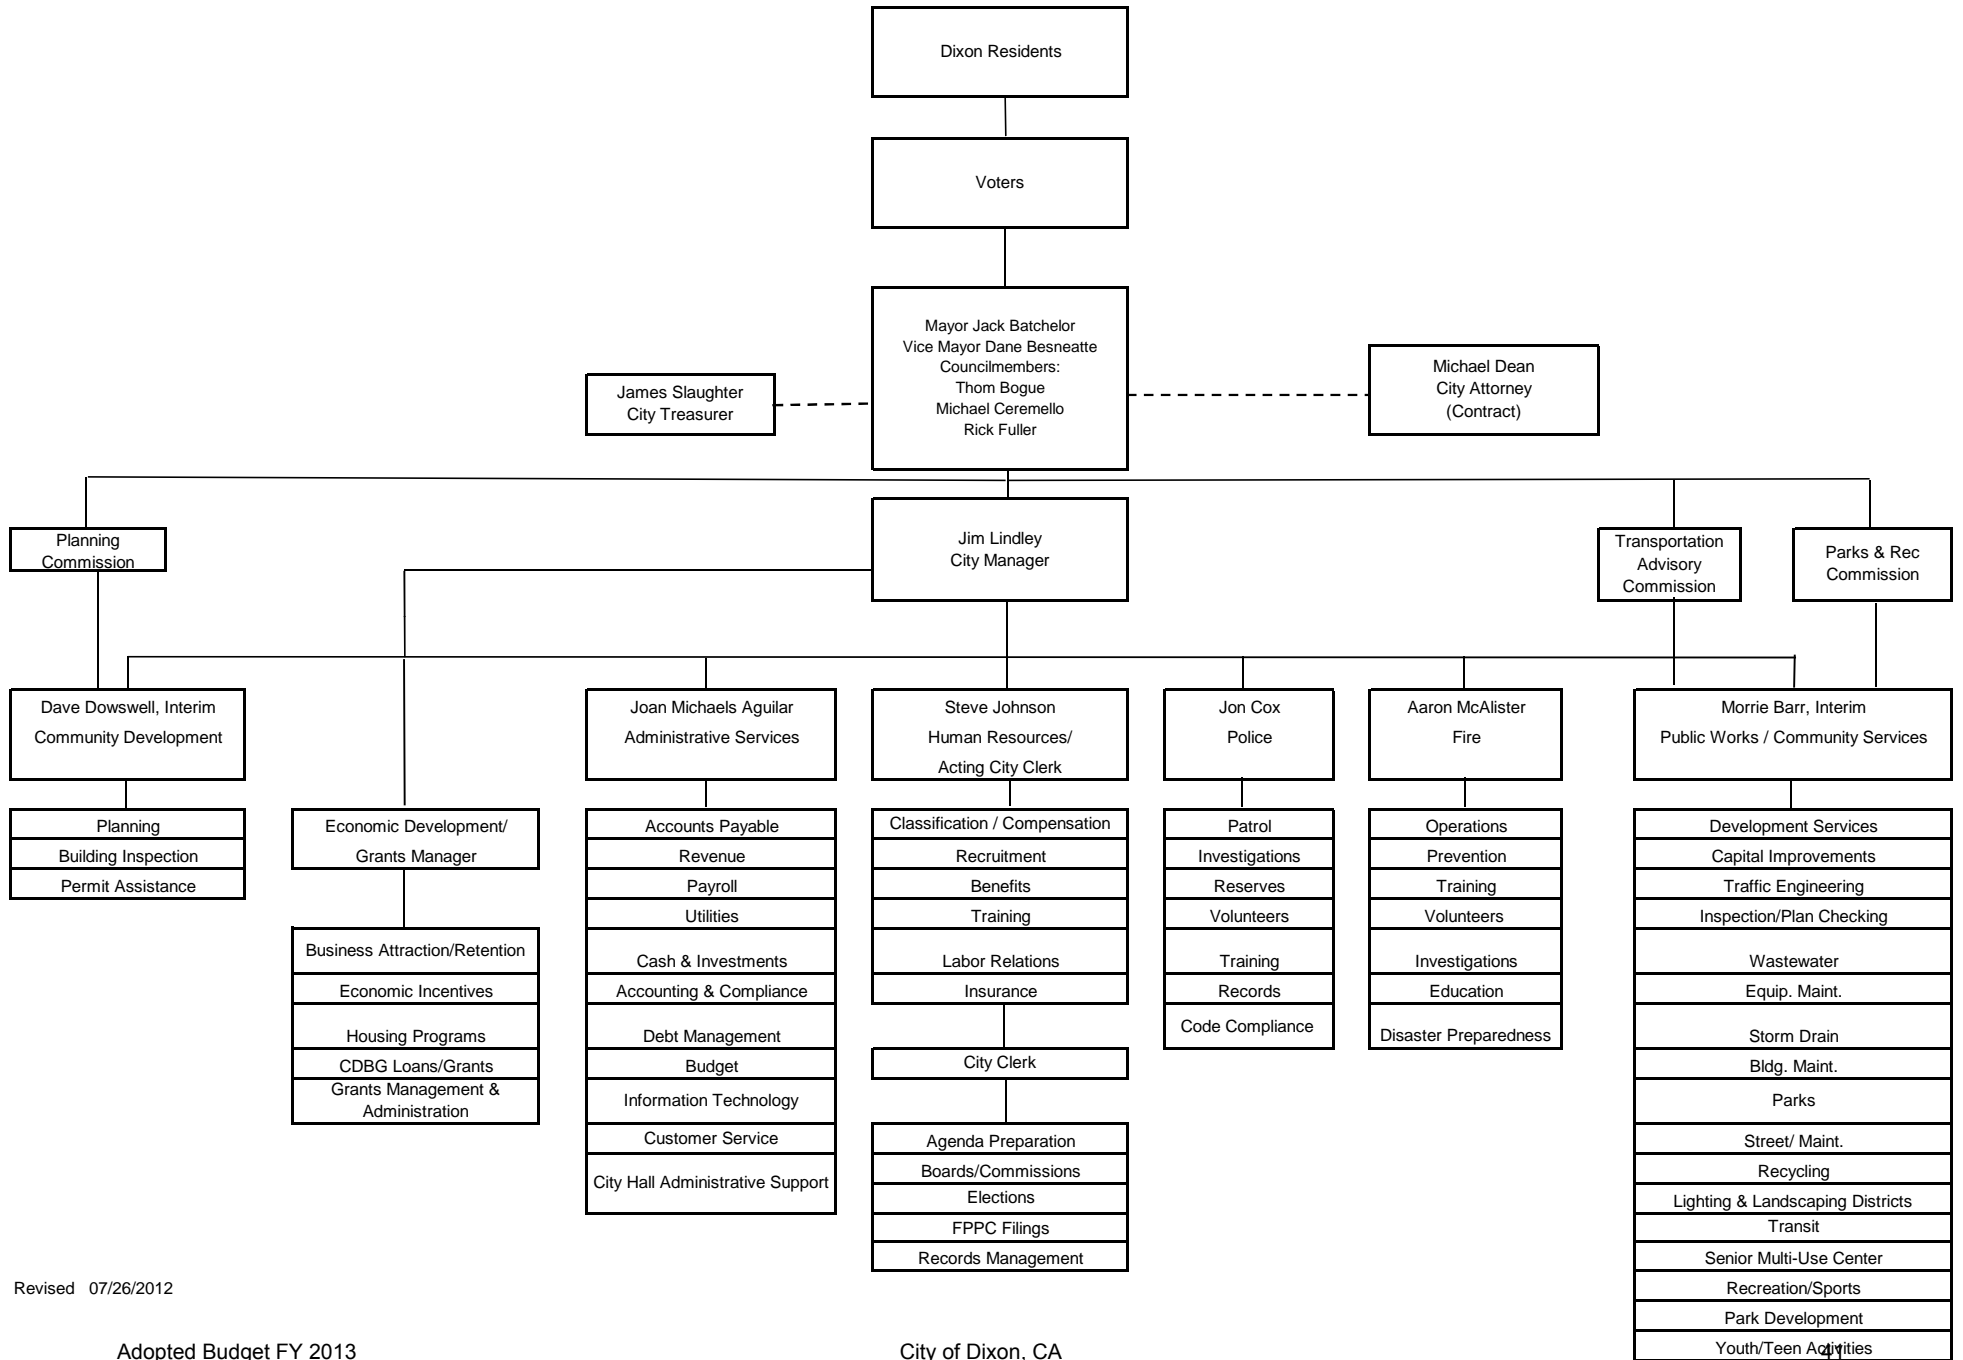 Dixon Residents
Voters
Mayor Jack Batchelor
Vice Mayor Dane Besneatte
Councilmembers:
Thom Bogue
Michael Ceremello
Rick Fuller
James Slaughter
City Treasurer
Michael Dean
City Attorney
(Contract)
Planning
Commission
Jim Lindley
City Manager
Transportation
Advisory
Commission
Parks & Rec
Commission
Dave Dowswell, Interim
Community Development
Joan Michaels Aguilar
Administrative Services
Steve Johnson
Human Resources/
Acting City Clerk
Jon Cox
Police
Aaron McAlister
Fire
Morrie Barr, Interim
Public Works / Community Services
Planning
Building Inspection
Permit Assistance
Economic Development/
Grants Manager
Business Attraction/Retention
Economic Incentives
Housing Programs
CDBG Loans/Grants
Grants Management &
Administration
Accounts Payable
Revenue
Payroll
Utilities
Cash & Investments
Accounting & Compliance
Debt Management
Budget
Information Technology
Customer Service
City Hall Administrative Support
Classification / Compensation
Recruitment
Benefits
Training
Labor Relations
Insurance
City Clerk
Agenda Preparation
Boards/Commissions
Elections
FPPC Filings
Records Management
Patrol
Investigations
Reserves
Volunteers
Training
Records
Code Compliance
Operations
Prevention
Training
Volunteers
Investigations
Education
Disaster Preparedness
Development Services
Capital Improvements
Traffic Engineering
Inspection/Plan Checking
Wastewater
Equip. Maint.
Storm Drain
Bldg. Maint.
Parks
Street/ Maint.
Recycling
Lighting & Landscaping Districts
Transit
Senior Multi-Use Center
Recreation/Sports
Park Development
Youth/Teen Activities
Revised 07/26/2012
Adopted Budget FY 2013
City of Dixon, CA
41